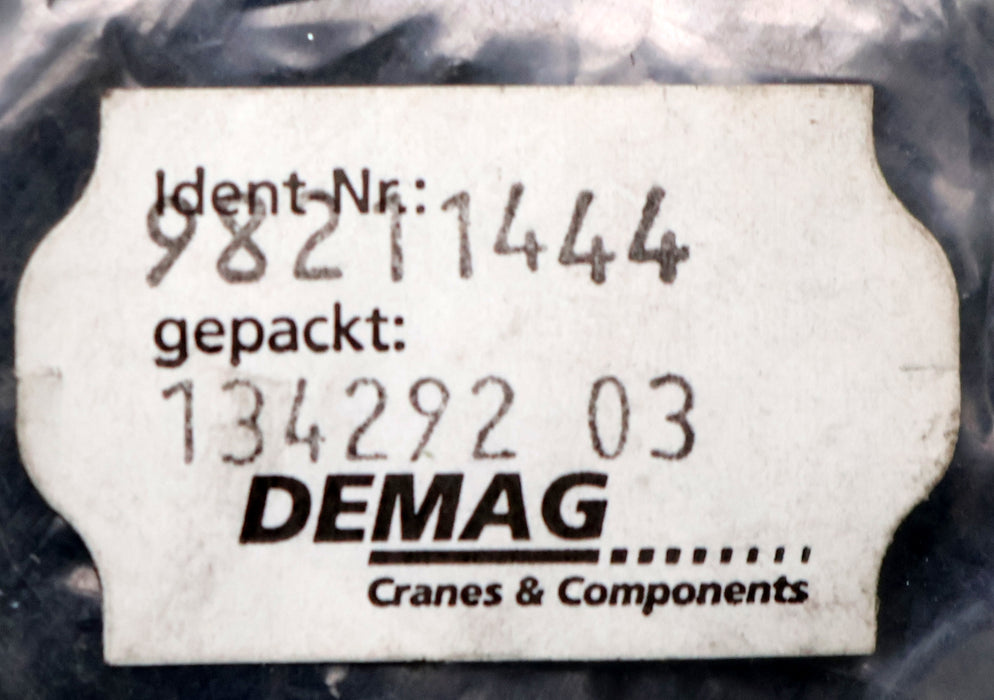 Ident-Nr.:
98211444
gepackt:
134292 03
DEMAG
Cranes & Components